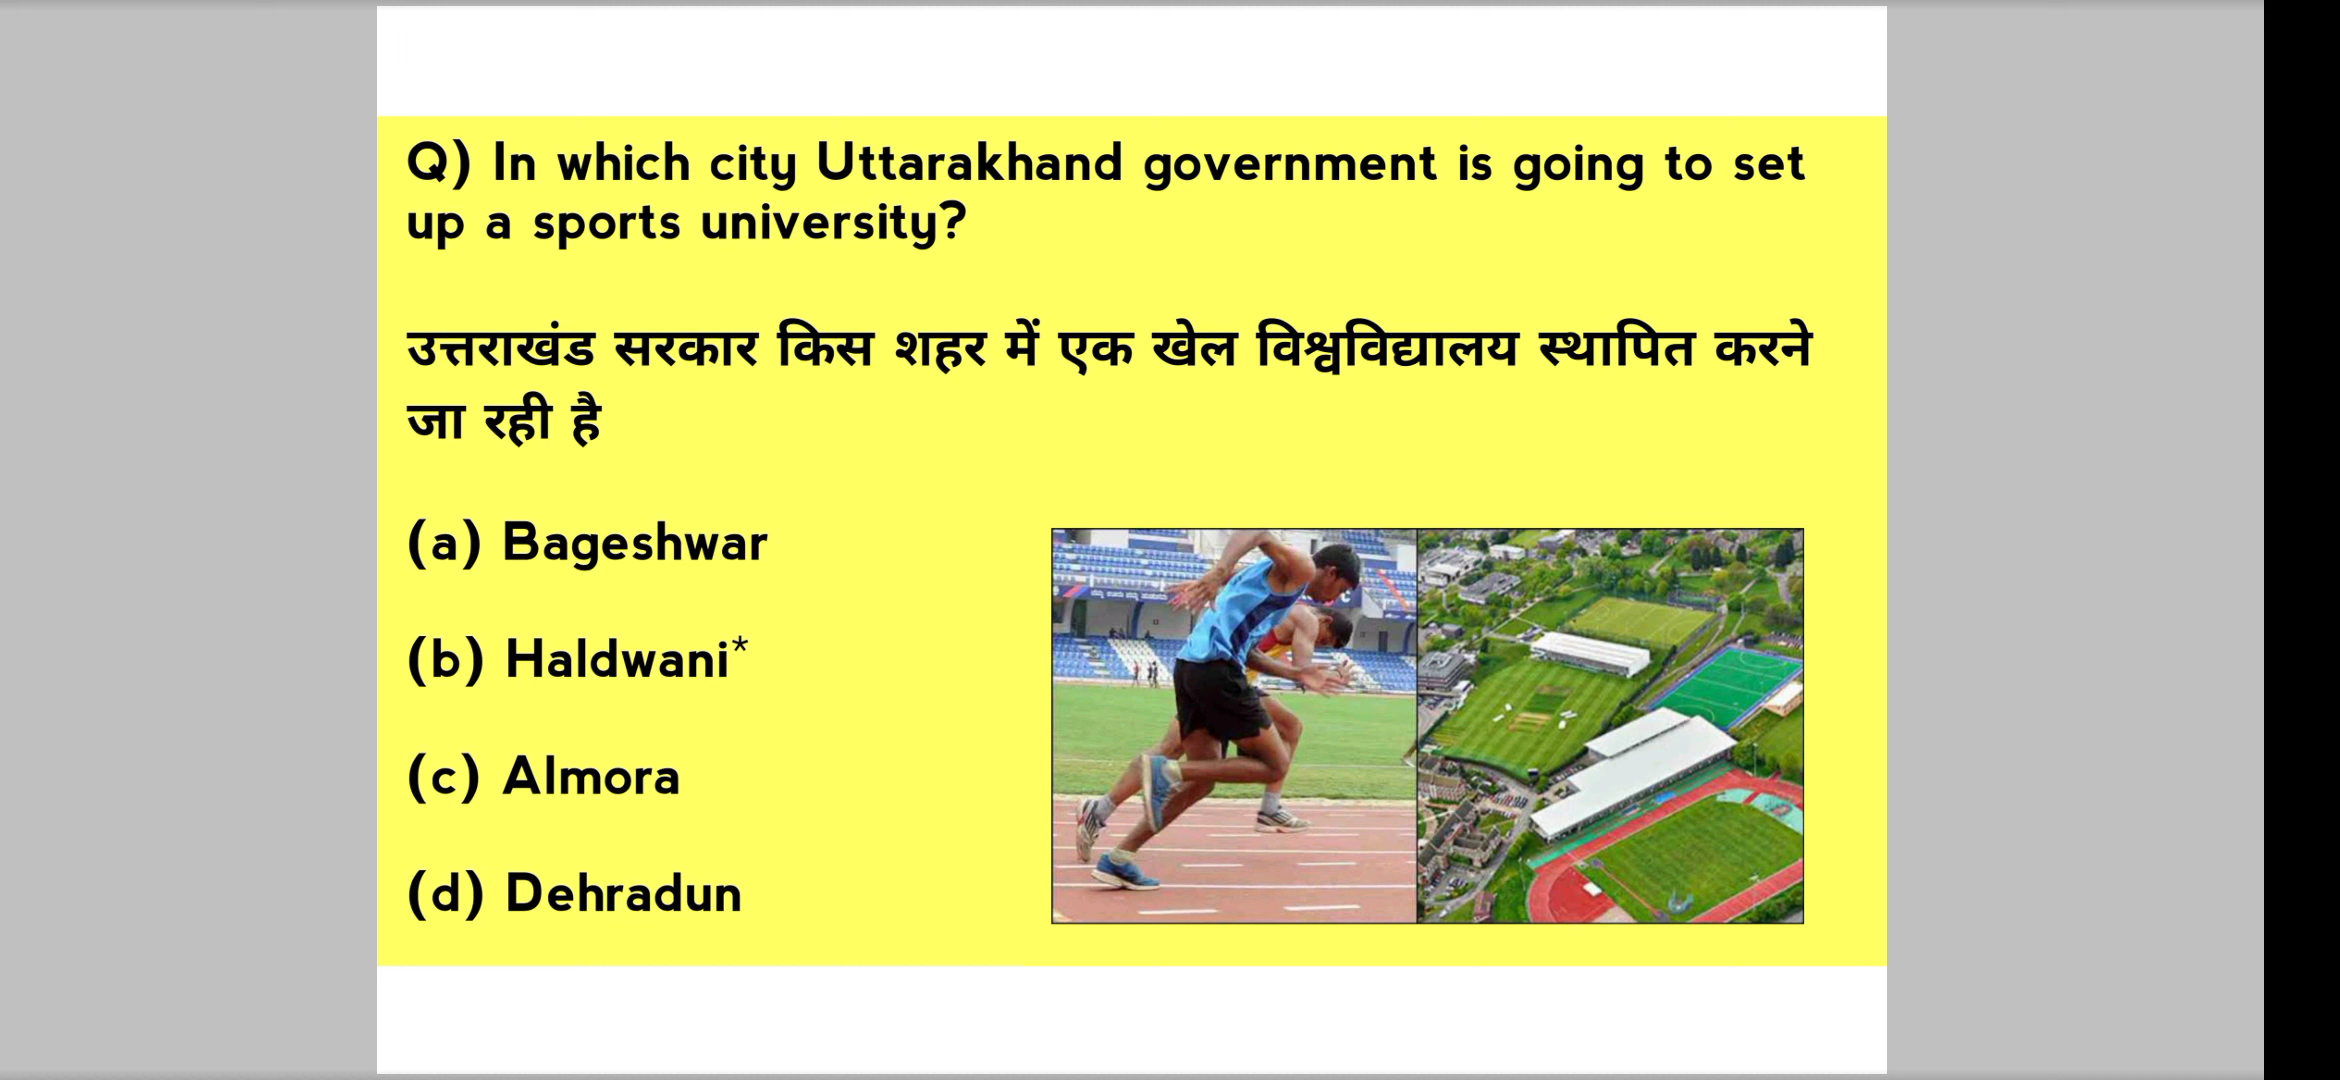 Q) In which city Uttarakhand government is going to set
up a sports university?
उत्तराखंड सरकार किस शहर में एक खेल विश्वविद्यालय स्थापित करने
जा रही है
(a) Bageshwar
(b) Haldwani*
(c) Almora
(d) Dehradun